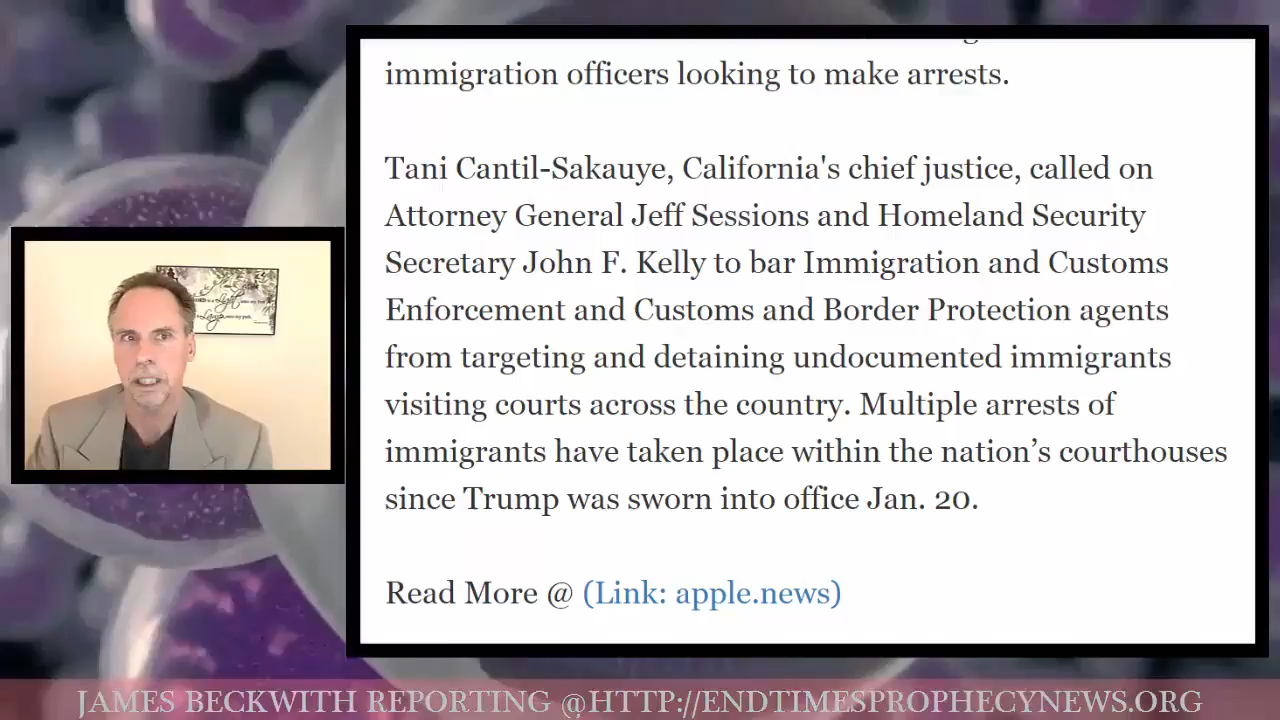 immigration officers looking to make arrests.
Tani Cantil-Sakauye, California's chief justice, called on
Attorney General Jeff Sessions and Homeland Security
Secretary John F. Kelly to bar Immigration and Customs
Enforcement and Customs and Border Protection agents
from targeting and detaining undocumented immigrants
visiting courts across the country. Multiple arrests of
immigrants have taken place within the nation’s courthouses
since Trump was sworn into office Jan. 20.
Read More @ (Link: apple.news)
Light
Lamp
JAMES BECKWITH REPORTING @HTTP://ENDTIMESPROPHECYNEWS.ORG